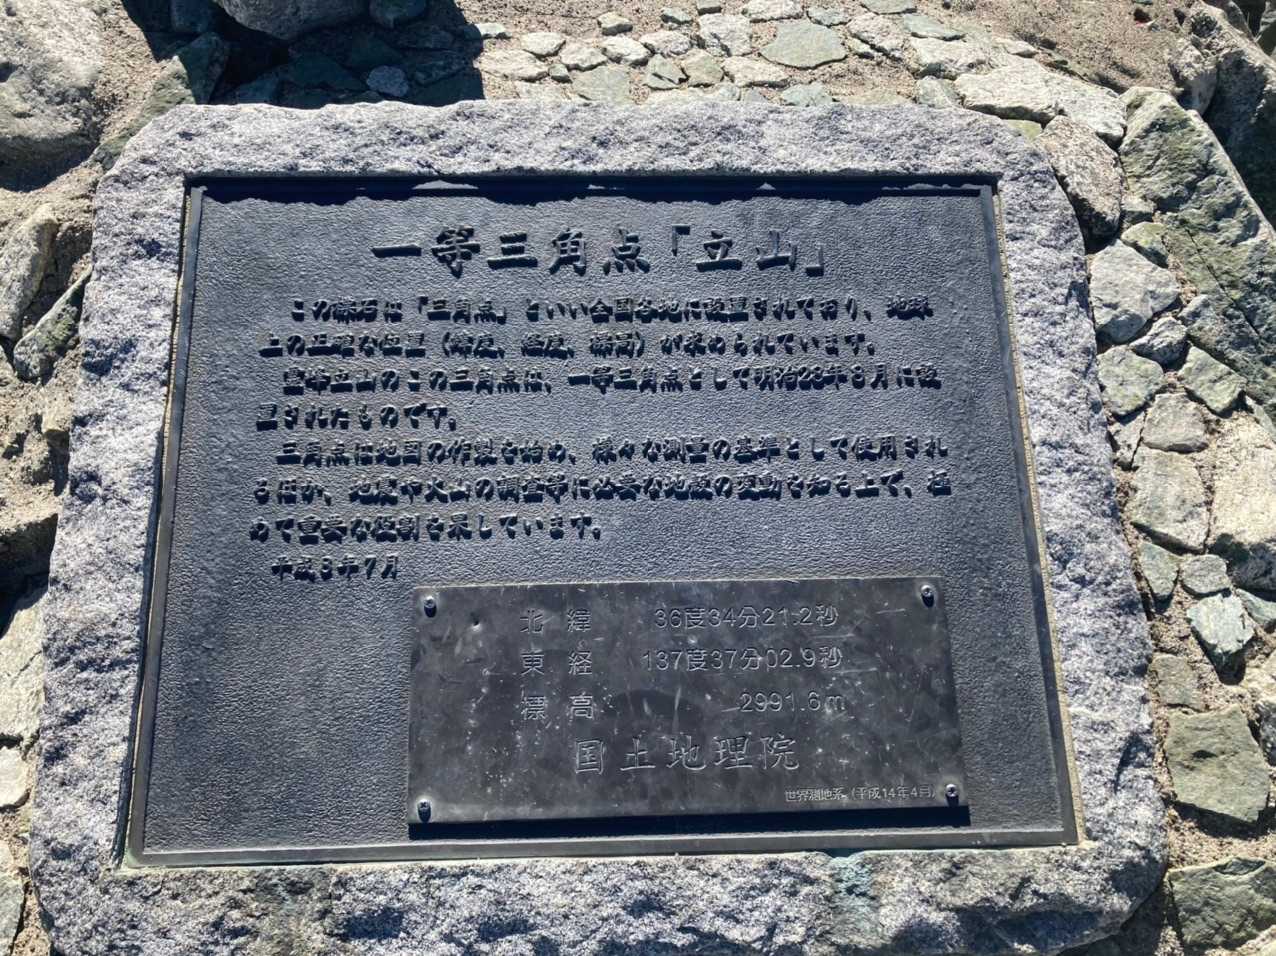 一等三角点「立山」
この標石は「三角点」といい全国各地に設置されており、地球
上の正確な位置(緯度、経度、標高)が求められています。
霊峰立山のこの三角点は、一等三角点として明治28年8月に設
置されたものです。
三角点は地図の作製を始め、様々の測量の基準として使用され
るほか、地震や火山の調査等に必要な地殻の変動を知るうえで極
めて重要な役割を果しています。
平成8年7月
北緯 36度34分21.2秒
東経 137度37分02.9秒
標高 2991.6m
国土地理院
世界測地系(平成14年4月)